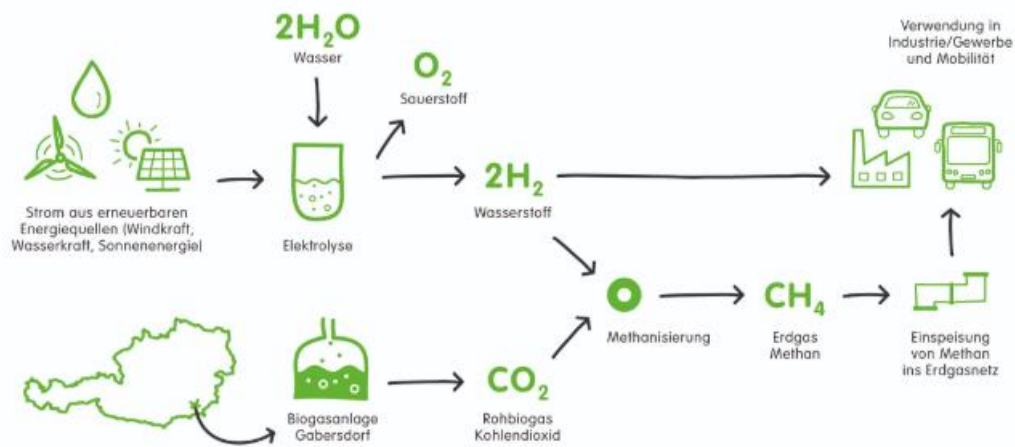 2H₂O
Wasser
O₂
Sauerstoff
Verwendung in
Industrie/Gewerbe
und Mobilität
Strom aus erneuerbaren
Energiequellen (Windkraft,
Wasserkraft, Sonnenenergie)
Elektrolyse
2H₂
Wasserstoff
Methanisierung
CH₄
Erdgas
Methan
Einspeisung
von Methan
ins Erdgasnetz
Biogasanlage
Gabersdorf
CO₂
Rohbiogas
Kohlendioxid